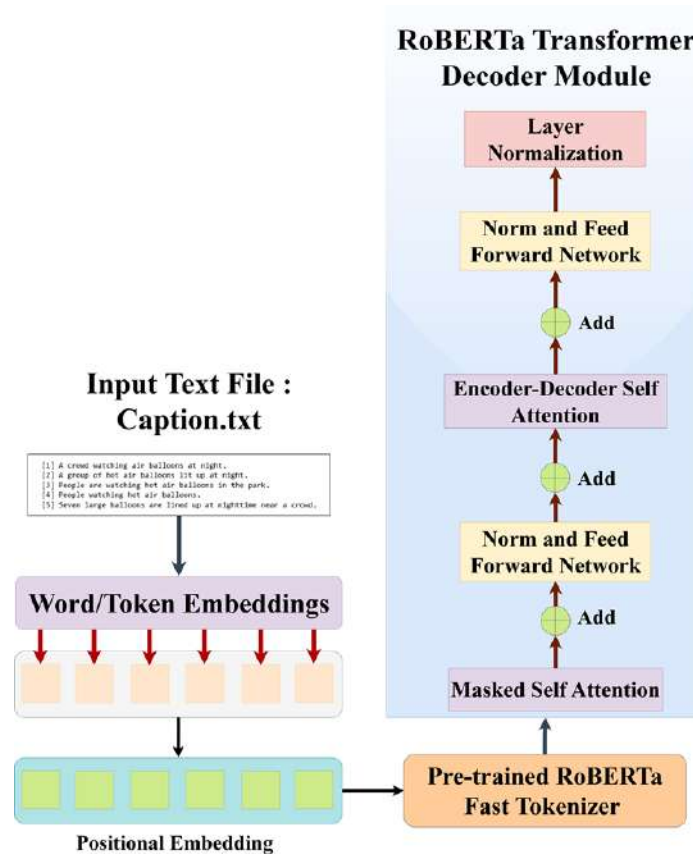 RoBERTa Transformer
Decoder Module
Layer
Normalization
Norm and Feed
Forward Network
Add
Encoder-Decoder Self
Attention
Add
Norm and Feed
Forward Network
Add
Masked Self Attention
Input Text File :
Caption.txt
[1] A crowd watching air balloons at night.
[2] A group of hot air balloons lit up at night.
[3] People are watching hot air balloons in the park.
[4] People watching hot air balloons.
[5] Seven large balloons are lined up at nighttime near a crowd.
Word/Token Embeddings
Positional Embedding
Pre-trained RoBERTa
Fast Tokenizer